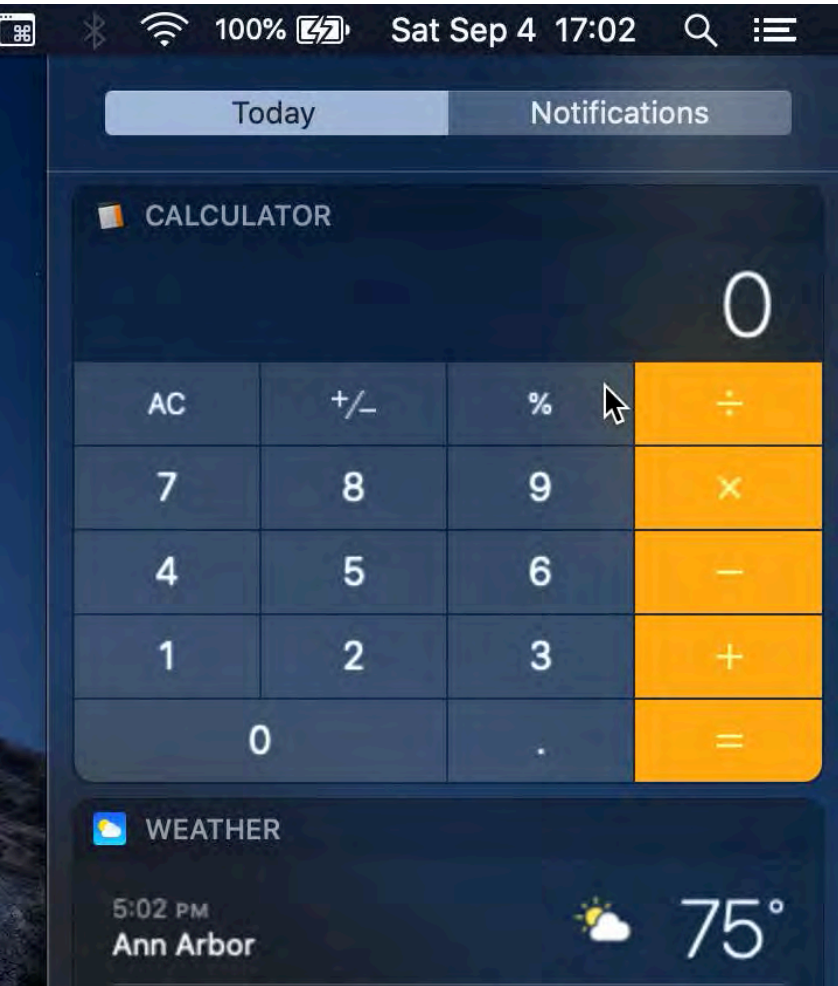 100% Sat Sep 4 17:02
Today Notifications
CALCULATOR
0
AC +/− % ÷
7 8 9 ×
4 5 6 −
1 2 3 +
0 . =
WEATHER
5:02 PM
Ann Arbor
75°